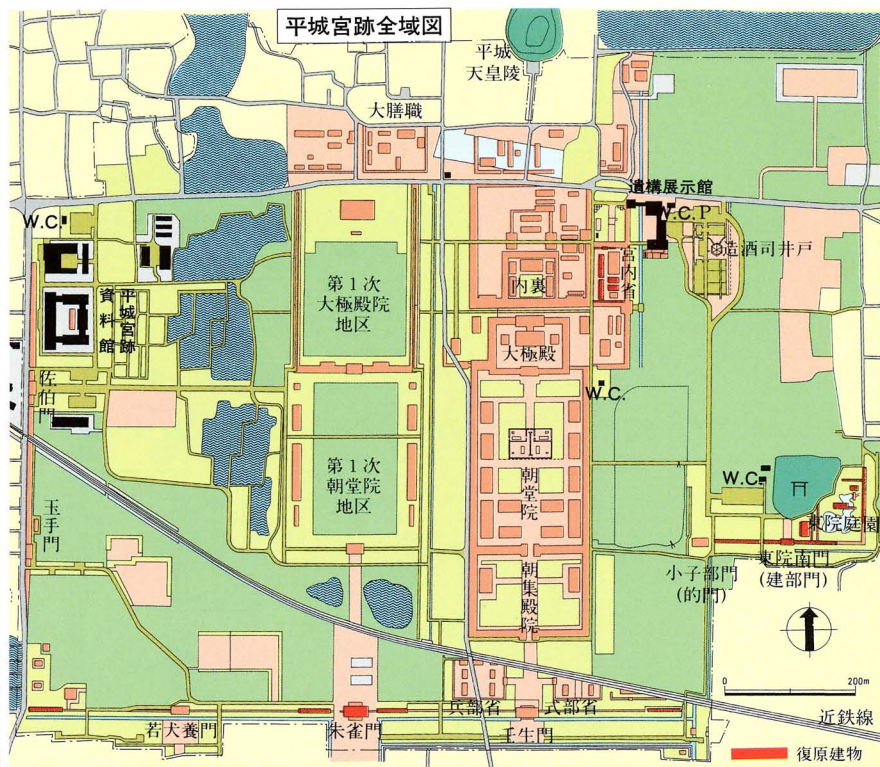 平城宮跡全域図
平城
天皇陵
大膳職
遺構展示館
W.C.
W.C.P
造酒司井戸
宮内省
内裏
第1次
大極殿院
地区
平城宮跡
資料館
大極殿
佐伯門
W.C.
第1次
朝堂院
地区
朝堂院
W.C.
玉手門
東院庭園
東院南門
(建部門)
小子部門
(的門)
朝集殿院
0
200m
兵部省
式部省
近鉄線
若犬養門
朱雀門
壬生門
復原建物